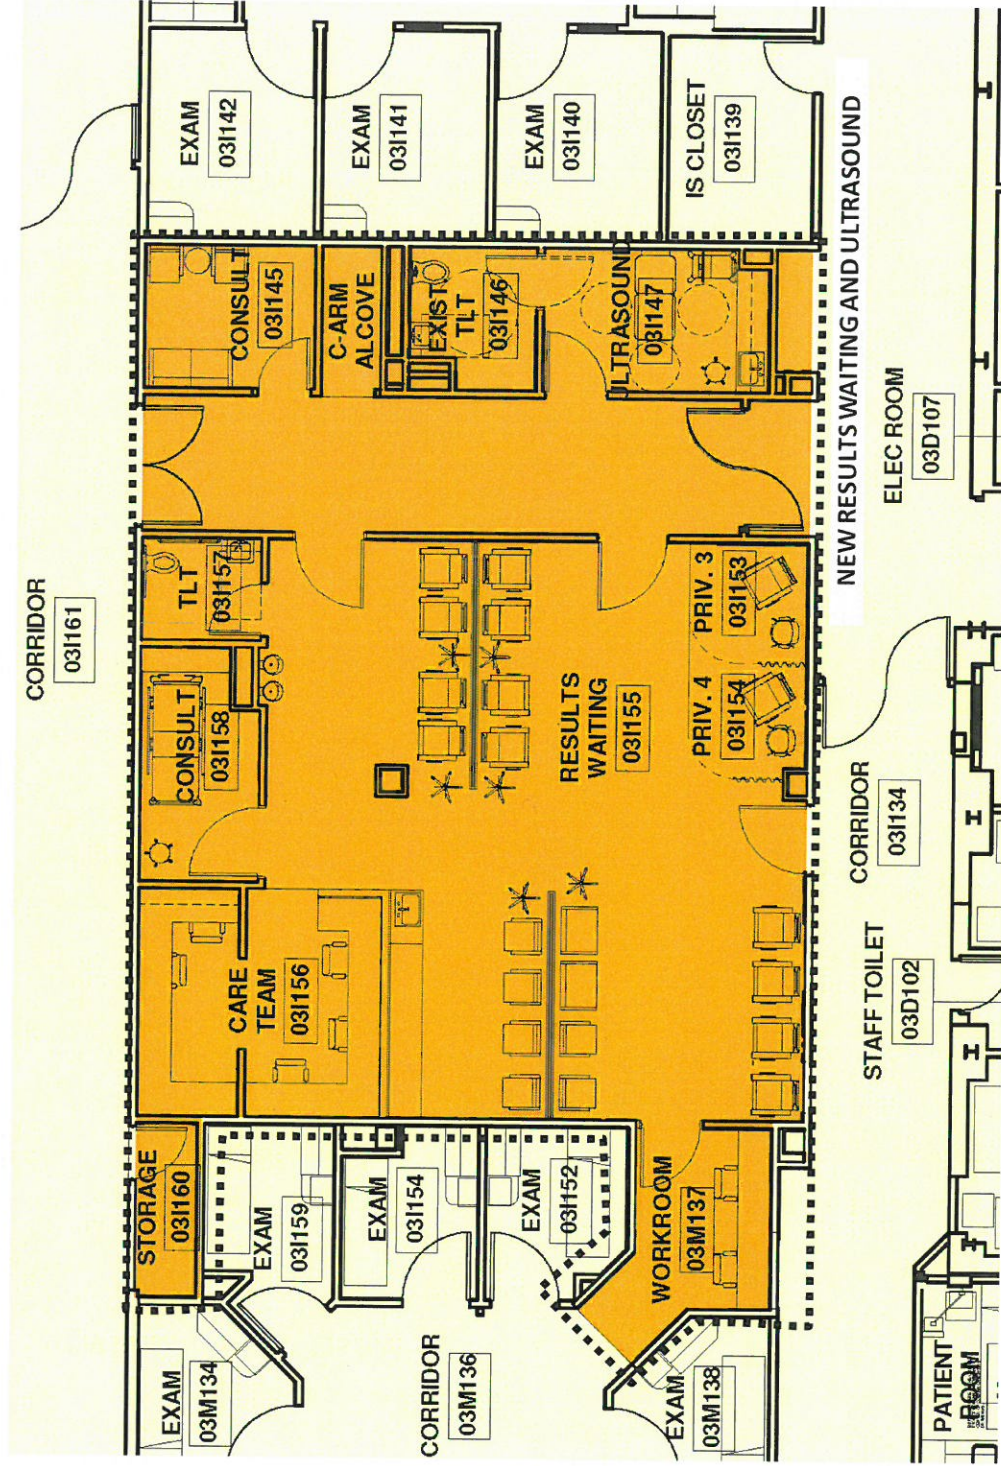 EXAM
03I142
EXAM
03I141
EXAM
03I140
IS CLOSET
03I139
CONSULT
03I145
C-ARM
ALCOVE
EXIST
TLT
03I146
ULTRASOUND
03I147
NEW RESULTS WAITING AND ULTRASOUND
ELEC ROOM
03D107
CORRIDOR
03I161
TLT
03I157
CONSULT
03I158
RESULTS
WAITING
03I155
PRIV. 3
03I153
PRIV. 4
03I154
CORRIDOR
03I134
CARE
TEAM
03I156
STAFF TOILET
03D102
STORAGE
03I160
EXAM
03I159
EXAM
03I154
EXAM
03I152
WORKROOM
03M137
EXAM
03M134
CORRIDOR
03M136
EXAM
03M138
PATIENT
ROOM